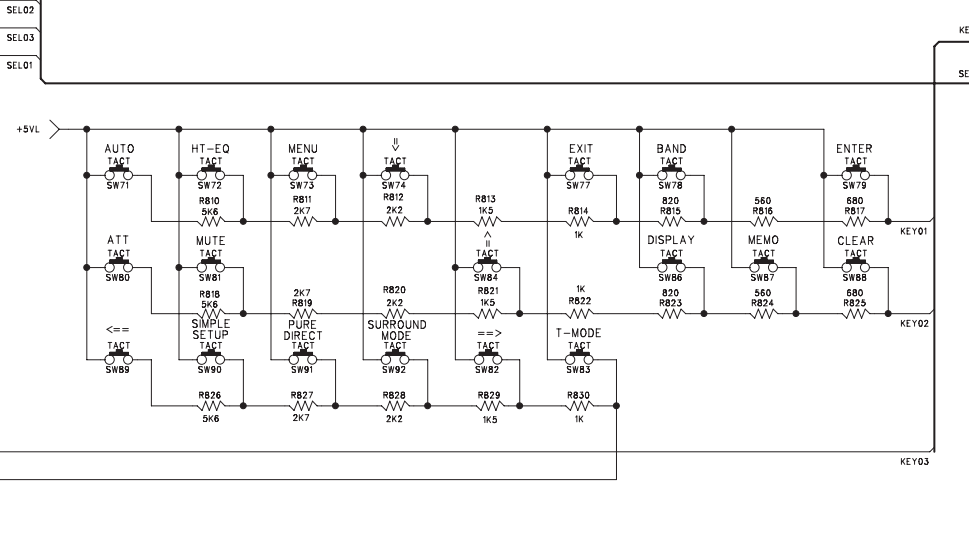 SEL02
KE
SEL03
SEL01
SE
+5VL
AUTO
HT-EQ
MENU
EXIT
BAND
ENTER
TACT
TACT
TACT
TACT
TACT
TACT
TACT
SW71
SW72
SW73
SW74
SW77
SW78
SW79
R810
R811
R812
R813
820
560
680
5K6
2K7
2K2
1K5
R814
R815
R816
R817
1K
KEY01
ATT
MUTE
DISPLAY
MEMO
CLEAR
TACT
TACT
TACT
TACT
TACT
TACT
SW80
SW81
SW84
SW86
SW87
SW88
R818
2K7
R820
R821
1K
820
560
680
5K6
R819
2K2
1K5
R822
R823
R824
R825
KEY02
<==
SIMPLE SETUP
PURE DIRECT
SURROUND MODE
==>
T-MODE
TACT
TACT
TACT
TACT
TACT
TACT
SW89
SW90
SW91
SW92
SW82
SW83
R826
R827
R828
R829
R830
5K6
2K7
2K2
1K5
1K
KEY03